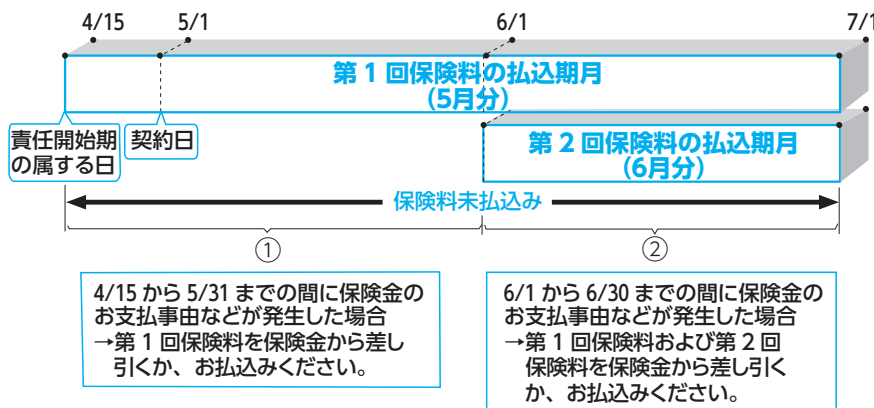 4/15
5/1
6/1
7/1
第1回保険料の払込期月
(5月分)
責任開始期
の属する日
契約日
第2回保険料の払込期月
(6月分)
保険料未払込み
①
②
4/15 から 5/31 までの間に保険金の
お支払事由などが発生した場合
→第1回保険料を保険金から差し
引くか、お払込みください。
6/1 から 6/30 までの間に保険金の
お支払事由などが発生した場合
→第1回保険料および第2回
保険料を保険金から差し引く
か、お払込みください。